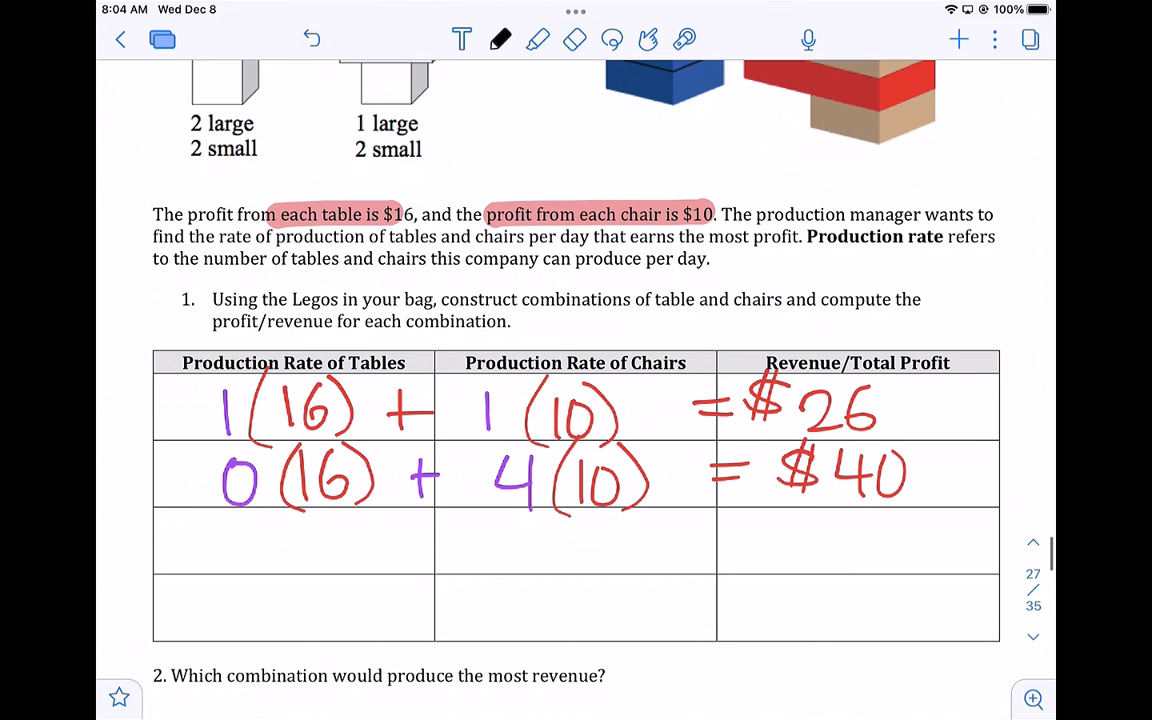 8:04 AM Wed Dec 8
100%
T
2 large 1 large
2 small 2 small
The profit from each table is $16, and the profit from each chair is $10. The production manager wants to
find the rate of production of tables and chairs per day that earns the most profit. Production rate refers
to the number of tables and chairs this company can produce per day.
1. Using the Legos in your bag, construct combinations of table and chairs and compute the
profit/revenue for each combination.
Production Rate of Tables Production Rate of Chairs Revenue/Total Profit
1(16) + 1(10) = $26
0(16) + 4(10) = $40
27
/
35
2. Which combination would produce the most revenue?